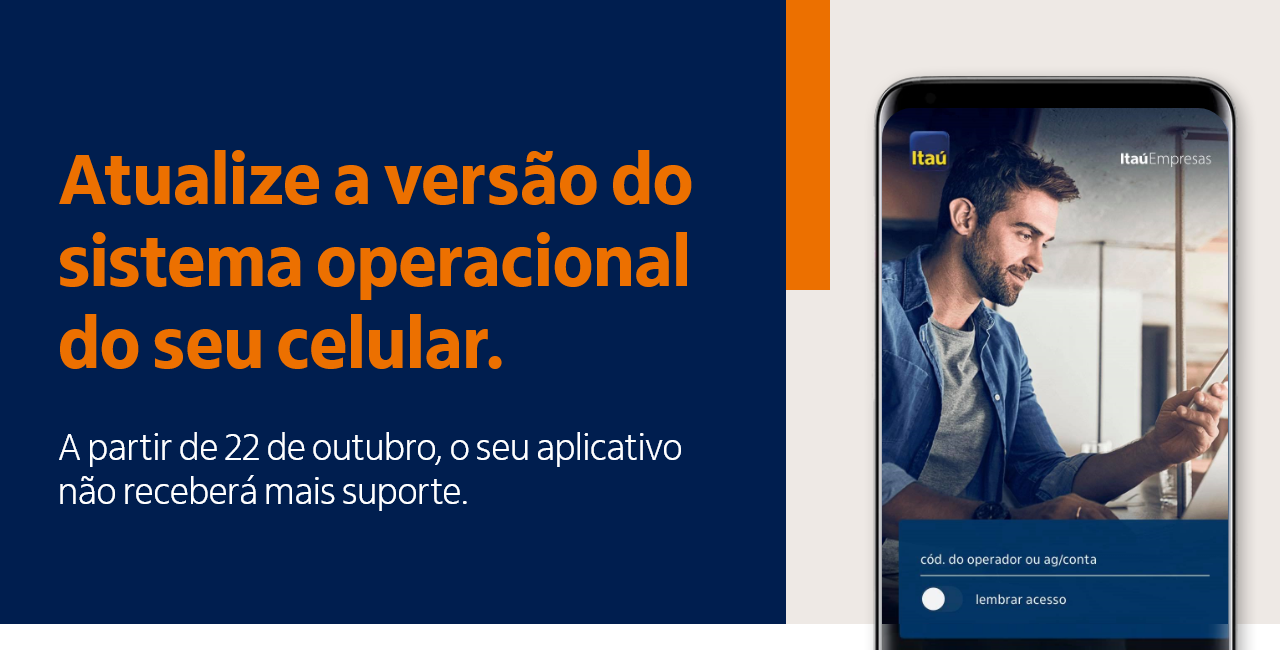 Atualize a versão do
sistema operacional
do seu celular.
A partir de 22 de outubro, o seu aplicativo
não receberá mais suporte.
Itaú
ItaúEmpresas
cód. do operador ou ag/conta
lembrar acesso